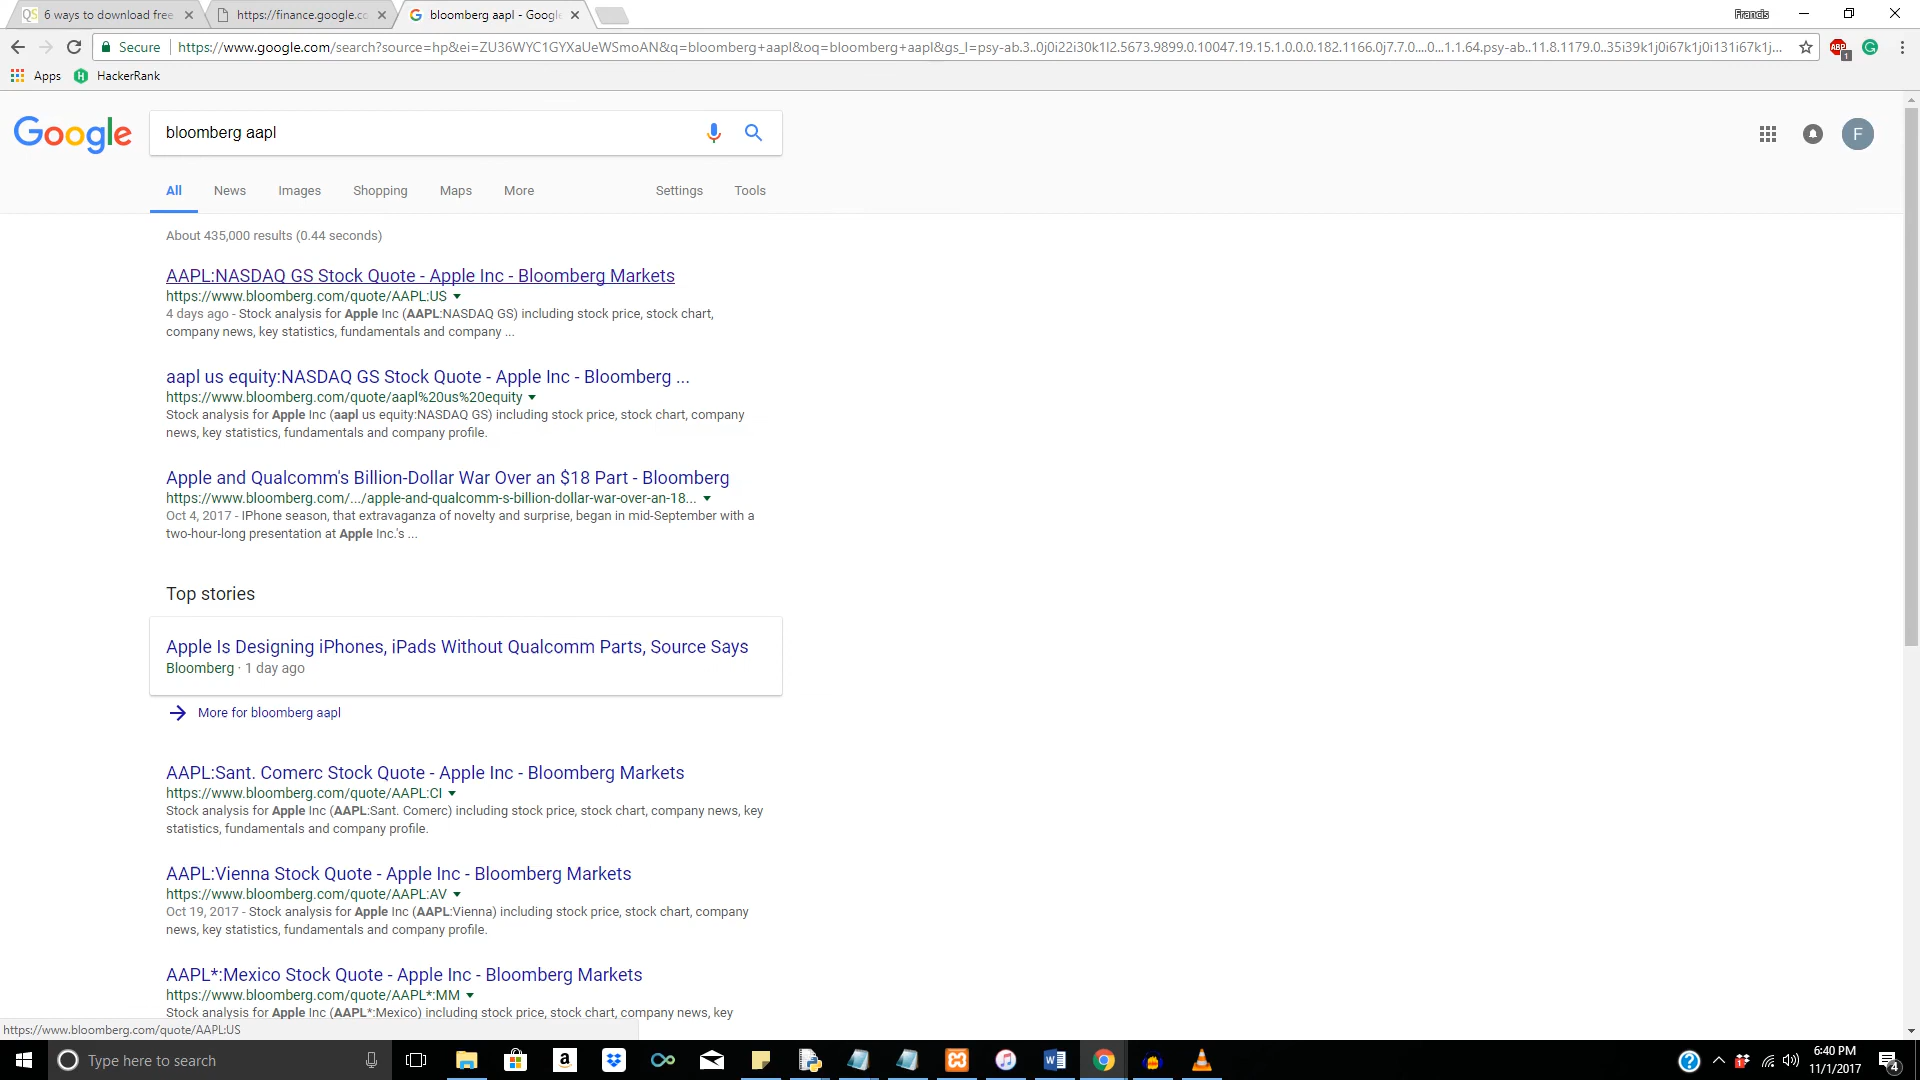 6 ways to download free
https://finance.google.co
bloomberg aapl - Google
Francis
Secure
https://www.google.com/search?source=hp&ei=ZU36WYC1GYXaUeWSmoAN&q=bloomberg+aapl&oq=bloomberg+aapl&gs_l=psy-ab.3..0j0i22i30k1l2.5673.9899.0.10047.19.15.1.0.0.0.182.1166.0j7.7.0....0...1.1.64.psy-ab..11.8.1179.0..35i39k1j0i67k1j0i131i67k1j...
ABP
1
Apps
HackerRank
Google
bloomberg aapl
F
All
News
Images
Shopping
Maps
More
Settings
Tools
About 435,000 results (0.44 seconds)
AAPL:NASDAQ GS Stock Quote - Apple Inc - Bloomberg Markets
https://www.bloomberg.com/quote/AAPL:US
4 days ago - Stock analysis for Apple Inc (AAPL:NASDAQ GS) including stock price, stock chart,
company news, key statistics, fundamentals and company ...
aapl us equity:NASDAQ GS Stock Quote - Apple Inc - Bloomberg ...
https://www.bloomberg.com/quote/aapl%20us%20equity
Stock analysis for Apple Inc (aapl us equity:NASDAQ GS) including stock price, stock chart, company
news, key statistics, fundamentals and company profile.
Apple and Qualcomm's Billion-Dollar War Over an $18 Part - Bloomberg
https://www.bloomberg.com/.../apple-and-qualcomm-s-billion-dollar-war-over-an-18...
Oct 4, 2017 - IPhone season, that extravaganza of novelty and surprise, began in mid-September with a
two-hour-long presentation at Apple Inc.'s ...
Top stories
Apple Is Designing iPhones, iPads Without Qualcomm Parts, Source Says
Bloomberg · 1 day ago
More for bloomberg aapl
AAPL:Sant. Comerc Stock Quote - Apple Inc - Bloomberg Markets
https://www.bloomberg.com/quote/AAPL:CI
Stock analysis for Apple Inc (AAPL:Sant. Comerc) including stock price, stock chart, company news, key
statistics, fundamentals and company profile.
AAPL:Vienna Stock Quote - Apple Inc - Bloomberg Markets
https://www.bloomberg.com/quote/AAPL:AV
Oct 19, 2017 - Stock analysis for Apple Inc (AAPL:Vienna) including stock price, stock chart, company
news, key statistics, fundamentals and company profile.
AAPL*:Mexico Stock Quote - Apple Inc - Bloomberg Markets
https://www.bloomberg.com/quote/AAPL*:MM
Stock analysis for Apple Inc (AAPL*:Mexico) including stock price, stock chart, company news, key
https://www.bloomberg.com/quote/AAPL:US
Type here to search
6:40 PM
11/1/2017
4